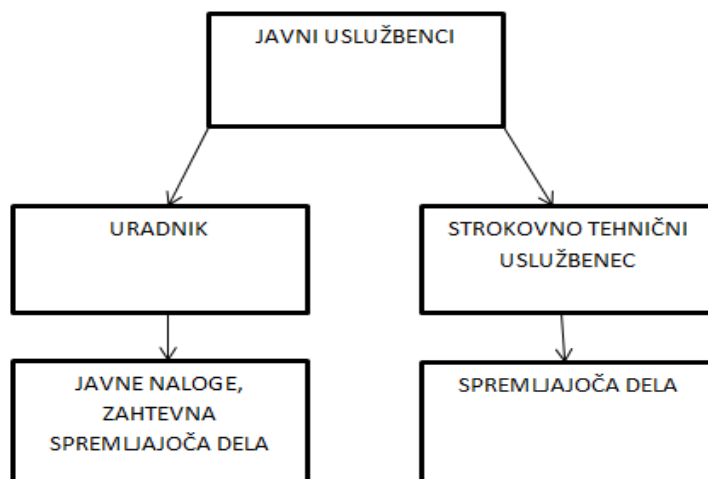 JAVNI USLUŽBENCI
URADNIK
STROKOVNO TEHNIČNI
USLUŽBENEC
JAVNE NALOGE,
ZAHTEVNA
SPREMLJAJOČA DELA
SPREMLJAJOČA DELA